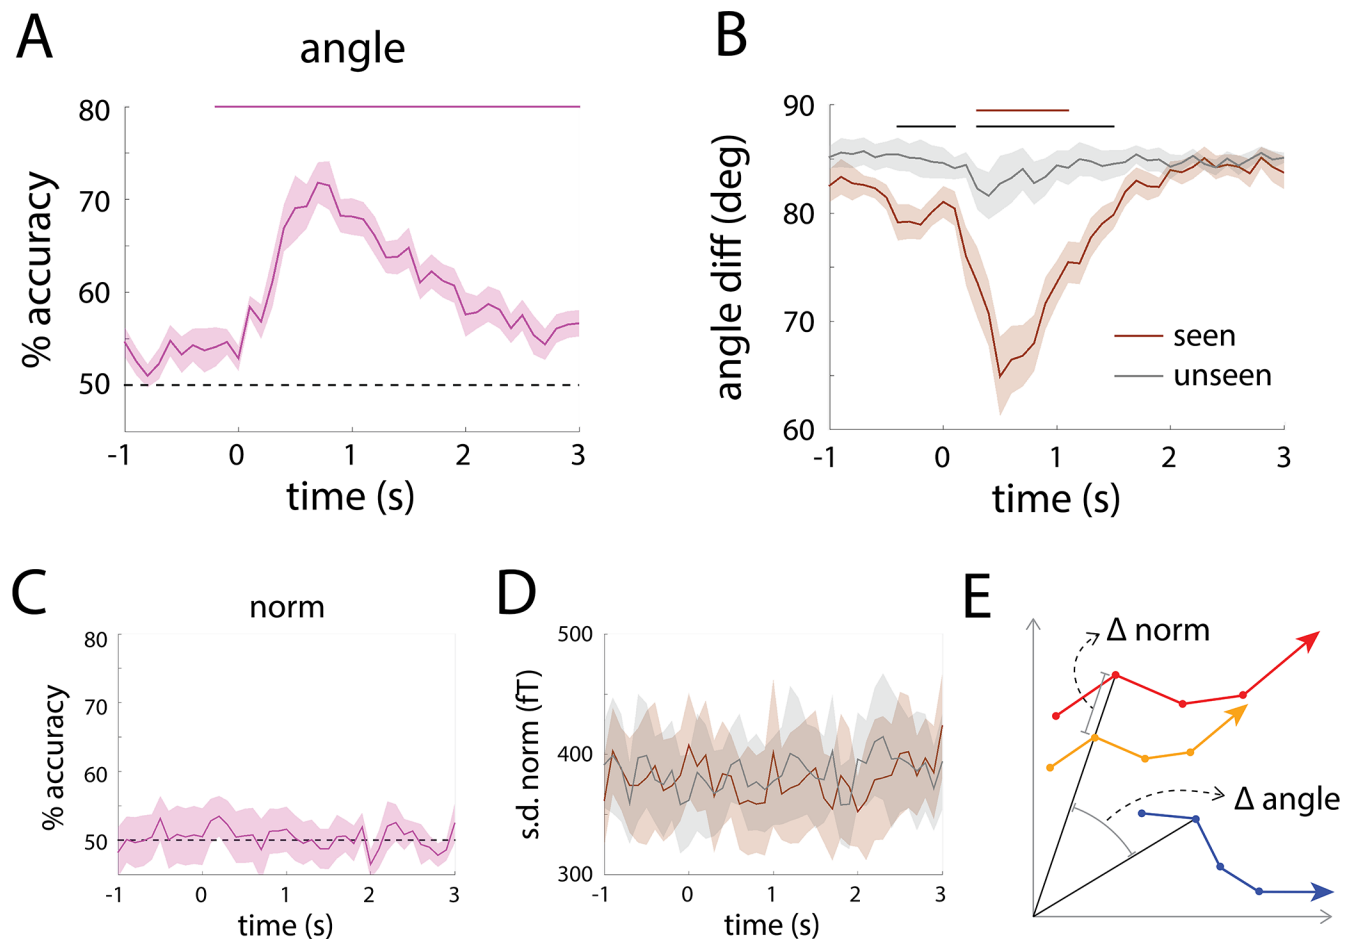 A
angle
80
70
60
50
% accuracy
-1 0 1 2 3
time (s)
B
90
80
70
60
angle diff (deg)
seen
unseen
-1 0 1 2 3
time (s)
C
norm
80
70
60
50
% accuracy
-1 0 1 2 3
time (s)
D
500
400
300
s.d. norm (fT)
-1 0 1 2 3
time (s)
E
Δ norm
Δ angle